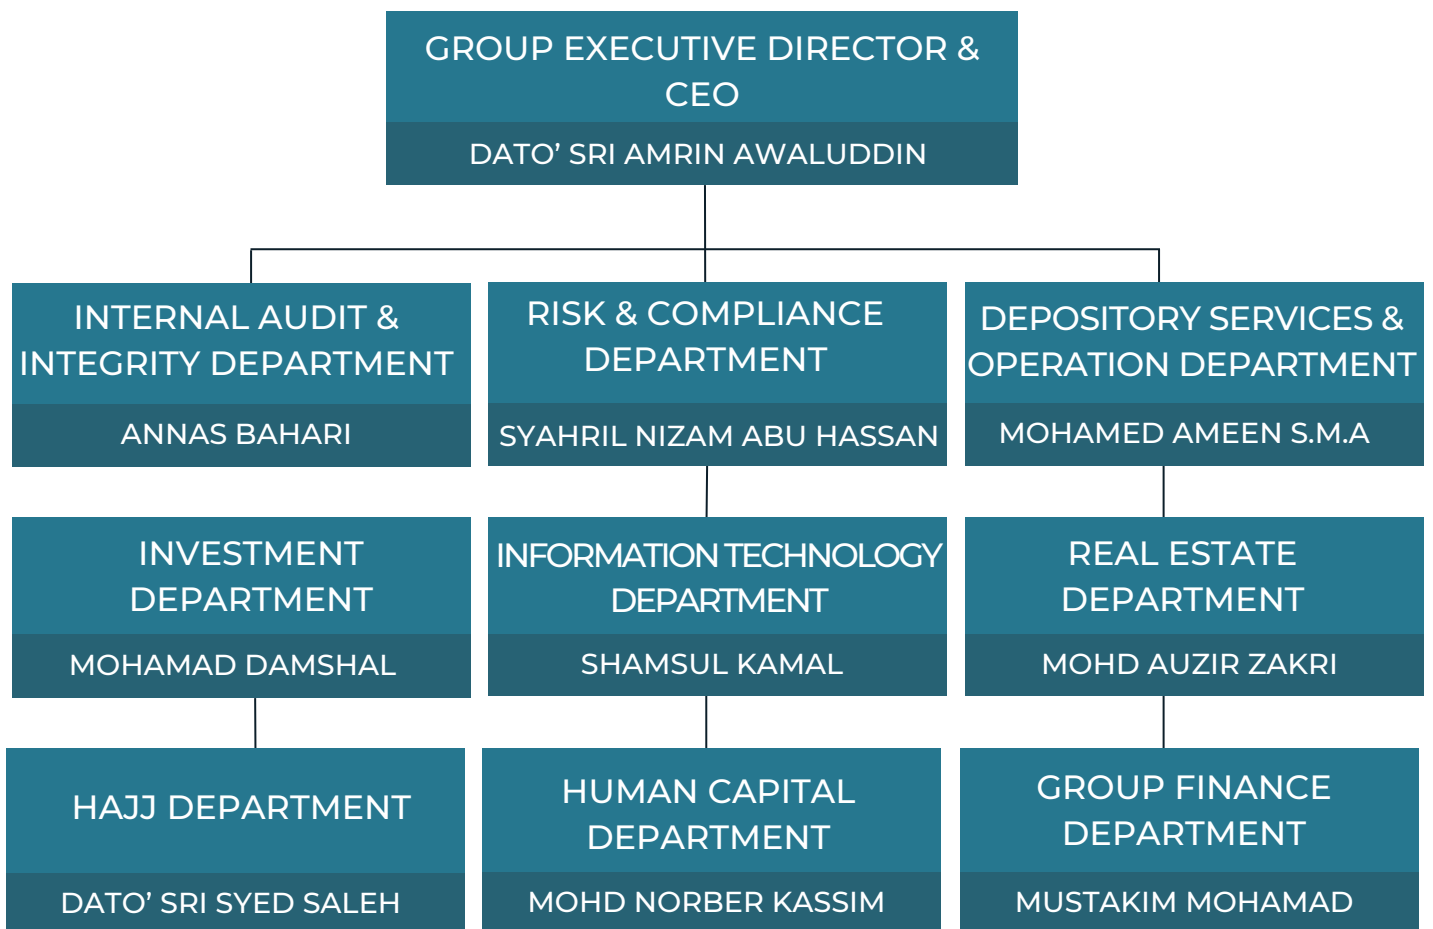 GROUP EXECUTIVE DIRECTOR &
CEO
DATO’ SRI AMRIN AWALUDDIN
INTERNAL AUDIT &
INTEGRITY DEPARTMENT
ANNAS BAHARI
RISK & COMPLIANCE
DEPARTMENT
SYAHRIL NIZAM ABU HASSAN
DEPOSITORY SERVICES &
OPERATION DEPARTMENT
MOHAMED AMEEN S.M.A
INVESTMENT
DEPARTMENT
MOHAMAD DAMSHAL
INFORMATION TECHNOLOGY
DEPARTMENT
SHAMSUL KAMAL
REAL ESTATE
DEPARTMENT
MOHD AUZIR ZAKRI
HAJJ DEPARTMENT
DATO’ SRI SYED SALEH
HUMAN CAPITAL
DEPARTMENT
MOHD NORBER KASSIM
GROUP FINANCE
DEPARTMENT
MUSTAKIM MOHAMAD